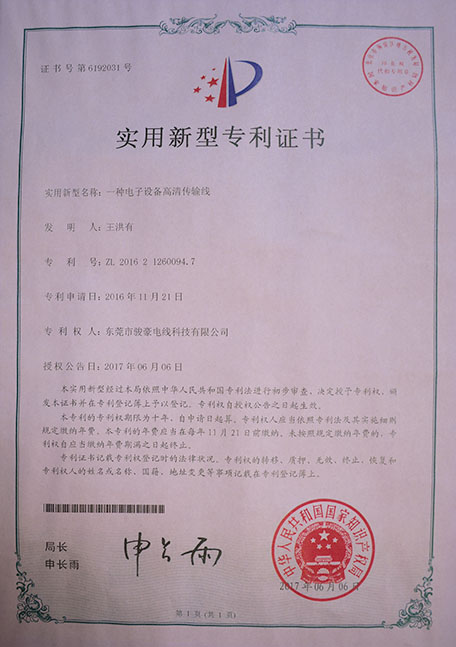 证书号第6192031号
实用新型专利证书
实用新型名称：一种电子设备高清传输线
发明人：王洪有
专利号：ZL 2016 2 1260094.7
专利申请日：2016年11月21日
专利权人：东莞市骏豪电线科技有限公司
授权公告日：2017年06月06日
本实用新型经过本局依照中华人民共和国专利法进行初步审查，决定授予专利权，颁
发本证书并在专利登记簿上予以登记。专利权自授权公告之日起生效。
本专利的专利权期限为十年，自申请日起算。专利权人应当依照专利法及其实施细则
规定缴纳年费。本专利的年费应当在每年11月21日前缴纳。未按照规定缴纳年费的，专利
权自应当缴纳年费期满之日起终止。
专利证书记载专利权登记时的法律状况。专利权的转移、质押、无效、终止、恢复和
专利权人的姓名或名称、国籍、地址变更等事项记载在专利登记簿上。
局长
申长雨
申长雨
中华人民共和国国家知识产权局
2017年06月06日
第1页（共1页）